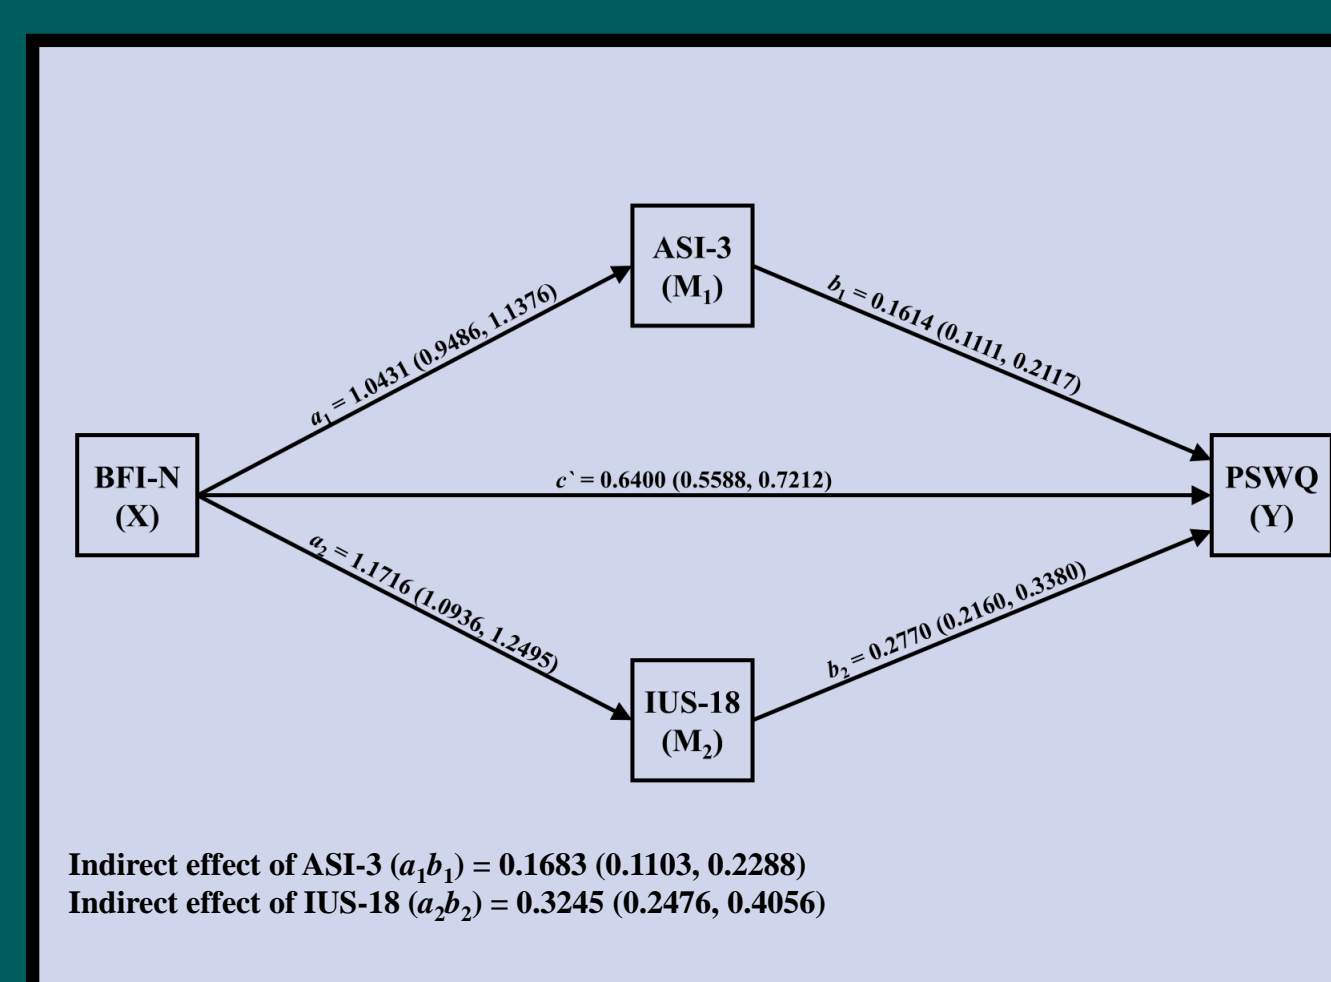 ASI-3
(M₁)
a₁ = 1.0431 (0.9486, 1.1376)
b₁ = 0.1614 (0.1111, 0.2117)
BFI-N
(X)
c` = 0.6400 (0.5588, 0.7212)
PSWQ
(Y)
a₂ = 1.1716 (1.0936, 1.2495)
b₂ = 0.2770 (0.2160, 0.3380)
IUS-18
(M₂)
Indirect effect of ASI-3 (a₁b₁) = 0.1683 (0.1103, 0.2288)
Indirect effect of IUS-18 (a₂b₂) = 0.3245 (0.2476, 0.4056)